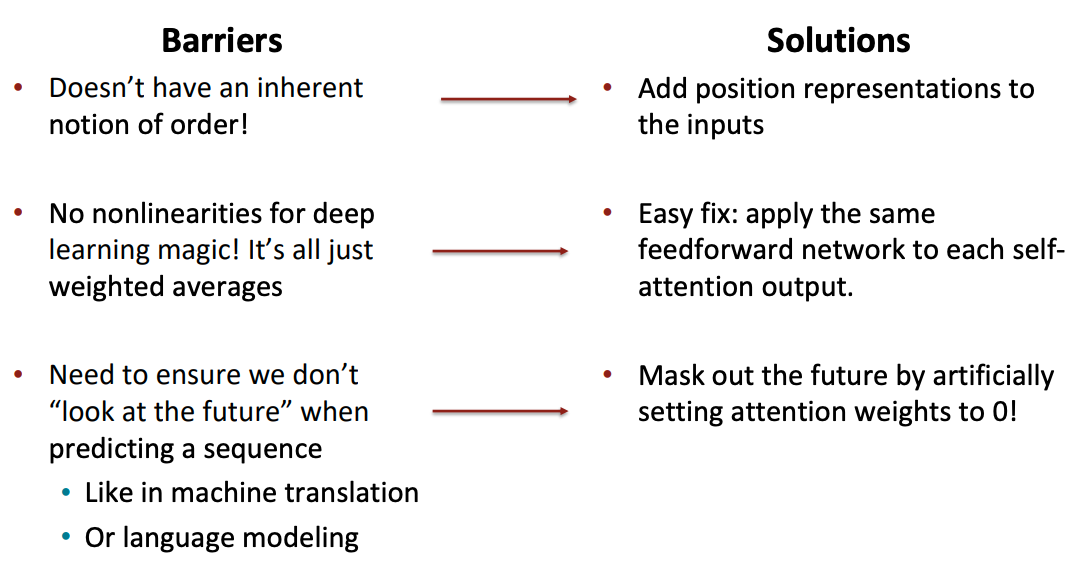 Barriers
Solutions
• Doesn’t have an inherent
notion of order!
• Add position representations to
the inputs
• No nonlinearities for deep
learning magic! It’s all just
weighted averages
• Easy fix: apply the same
feedforward network to each self-
attention output.
• Need to ensure we don’t
“look at the future” when
predicting a sequence
• Like in machine translation
• Or language modeling
• Mask out the future by artificially
setting attention weights to 0!